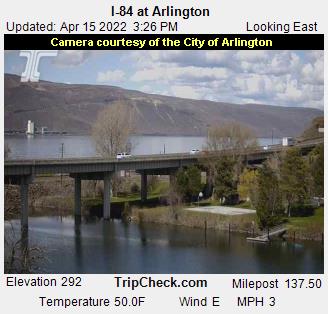 I-84 at Arlington
Updated: Apr 15 2022 3:26 PM Looking East
Camera courtesy of the City of Arlington
Elevation 292 TripCheck.com Milepost 137.50
Temperature 50.0F Wind E MPH 3